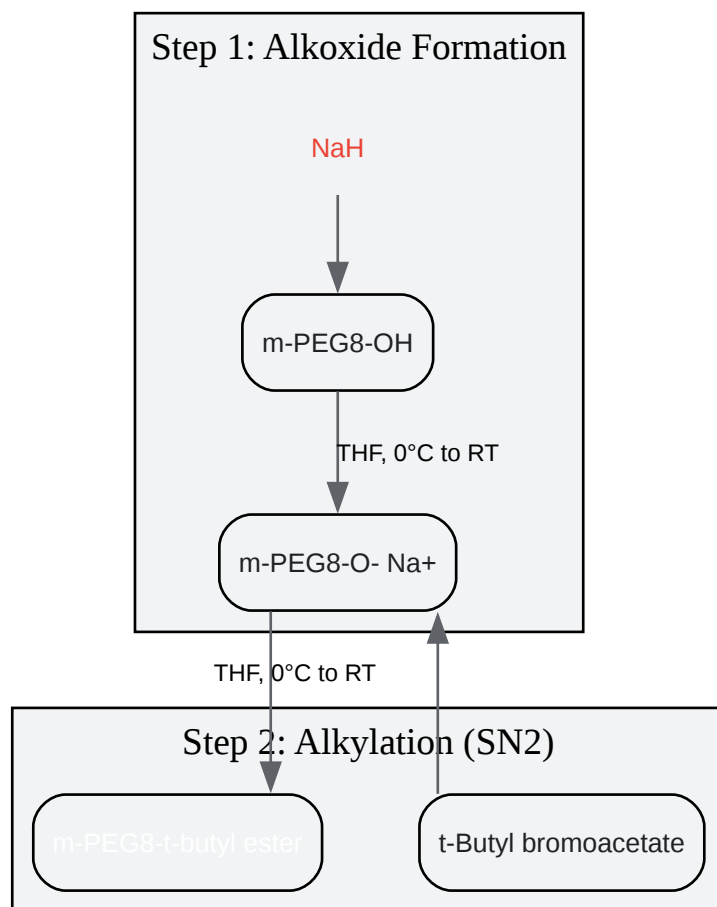 Step 1: Alkoxide Formation
NaH
m-PEG8-OH
THF, 0°C to RT
m-PEG8-O- Na+
THF, 0°C to RT
Step 2: Alkylation (SN2)
m-PEG8-t-butyl ester
t-Butyl bromoacetate